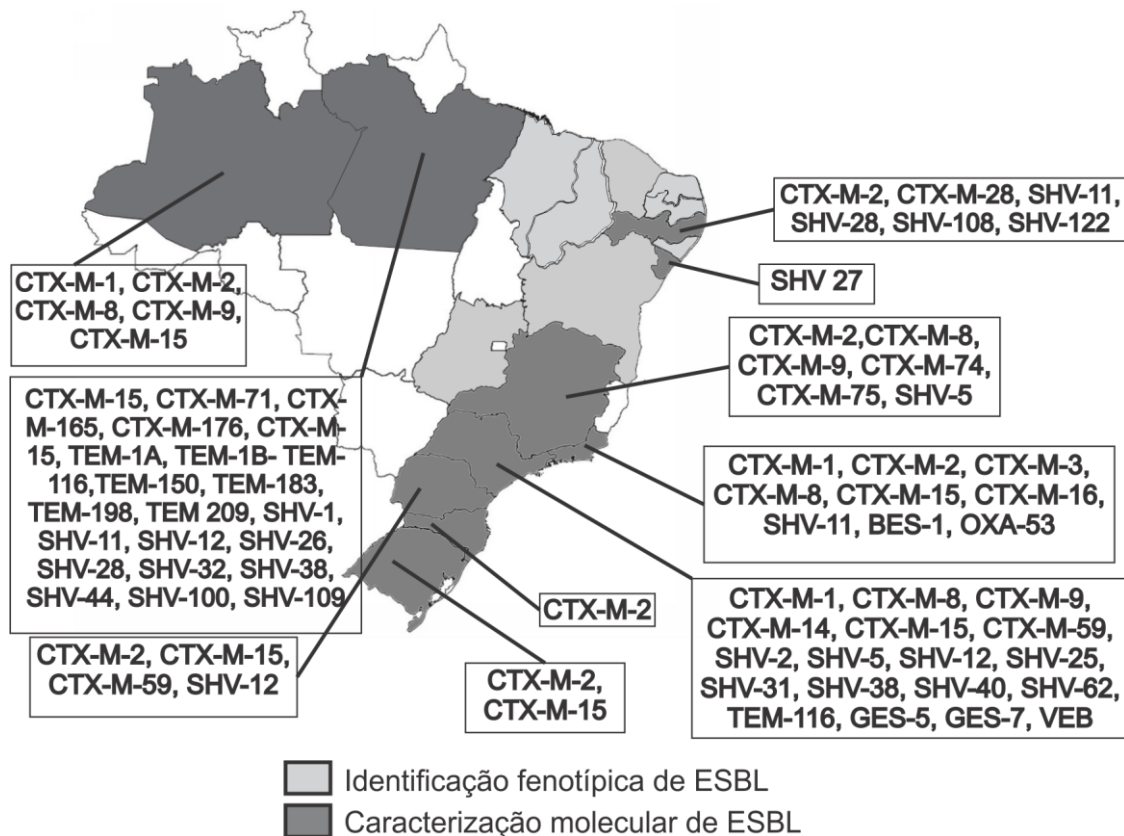 CTX-M-2, CTX-M-28, SHV-11,
SHV-28, SHV-108, SHV-122
SHV 27
CTX-M-1, CTX-M-2,
CTX-M-8, CTX-M-9,
CTX-M-15
CTX-M-2,CTX-M-8,
CTX-M-9, CTX-M-74,
CTX-M-75, SHV-5
CTX-M-15, CTX-M-71, CTX-
M-165, CTX-M-176, CTX-M-
15, TEM-1A, TEM-1B- TEM-
116,TEM-150, TEM-183,
TEM-198, TEM 209, SHV-1,
SHV-11, SHV-12, SHV-26,
SHV-28, SHV-32, SHV-38,
SHV-44, SHV-100, SHV-109
CTX-M-1, CTX-M-2, CTX-M-3,
CTX-M-8, CTX-M-15, CTX-M-16,
SHV-11, BES-1, OXA-53
CTX-M-2
CTX-M-1, CTX-M-8, CTX-M-9,
CTX-M-14, CTX-M-15, CTX-M-59,
SHV-2, SHV-5, SHV-12, SHV-25,
SHV-31, SHV-38, SHV-40, SHV-62,
TEM-116, GES-5, GES-7, VEB
CTX-M-2, CTX-M-15,
CTX-M-59, SHV-12
CTX-M-2,
CTX-M-15
Identificação fenotípica de ESBL
Caracterização molecular de ESBL